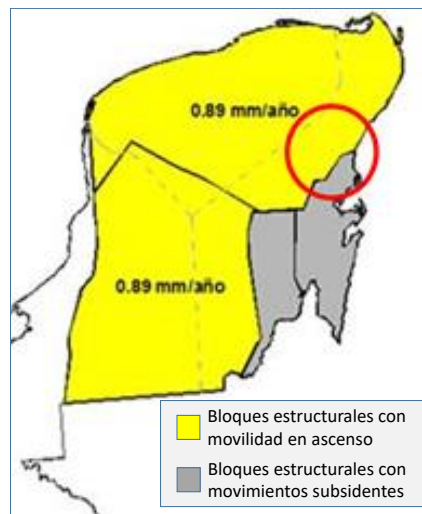 0.89 mm/año
0.89 mm/año
Bloques estructurales con
movilidad en ascenso
Bloques estructurales con
movimientos subsidentes